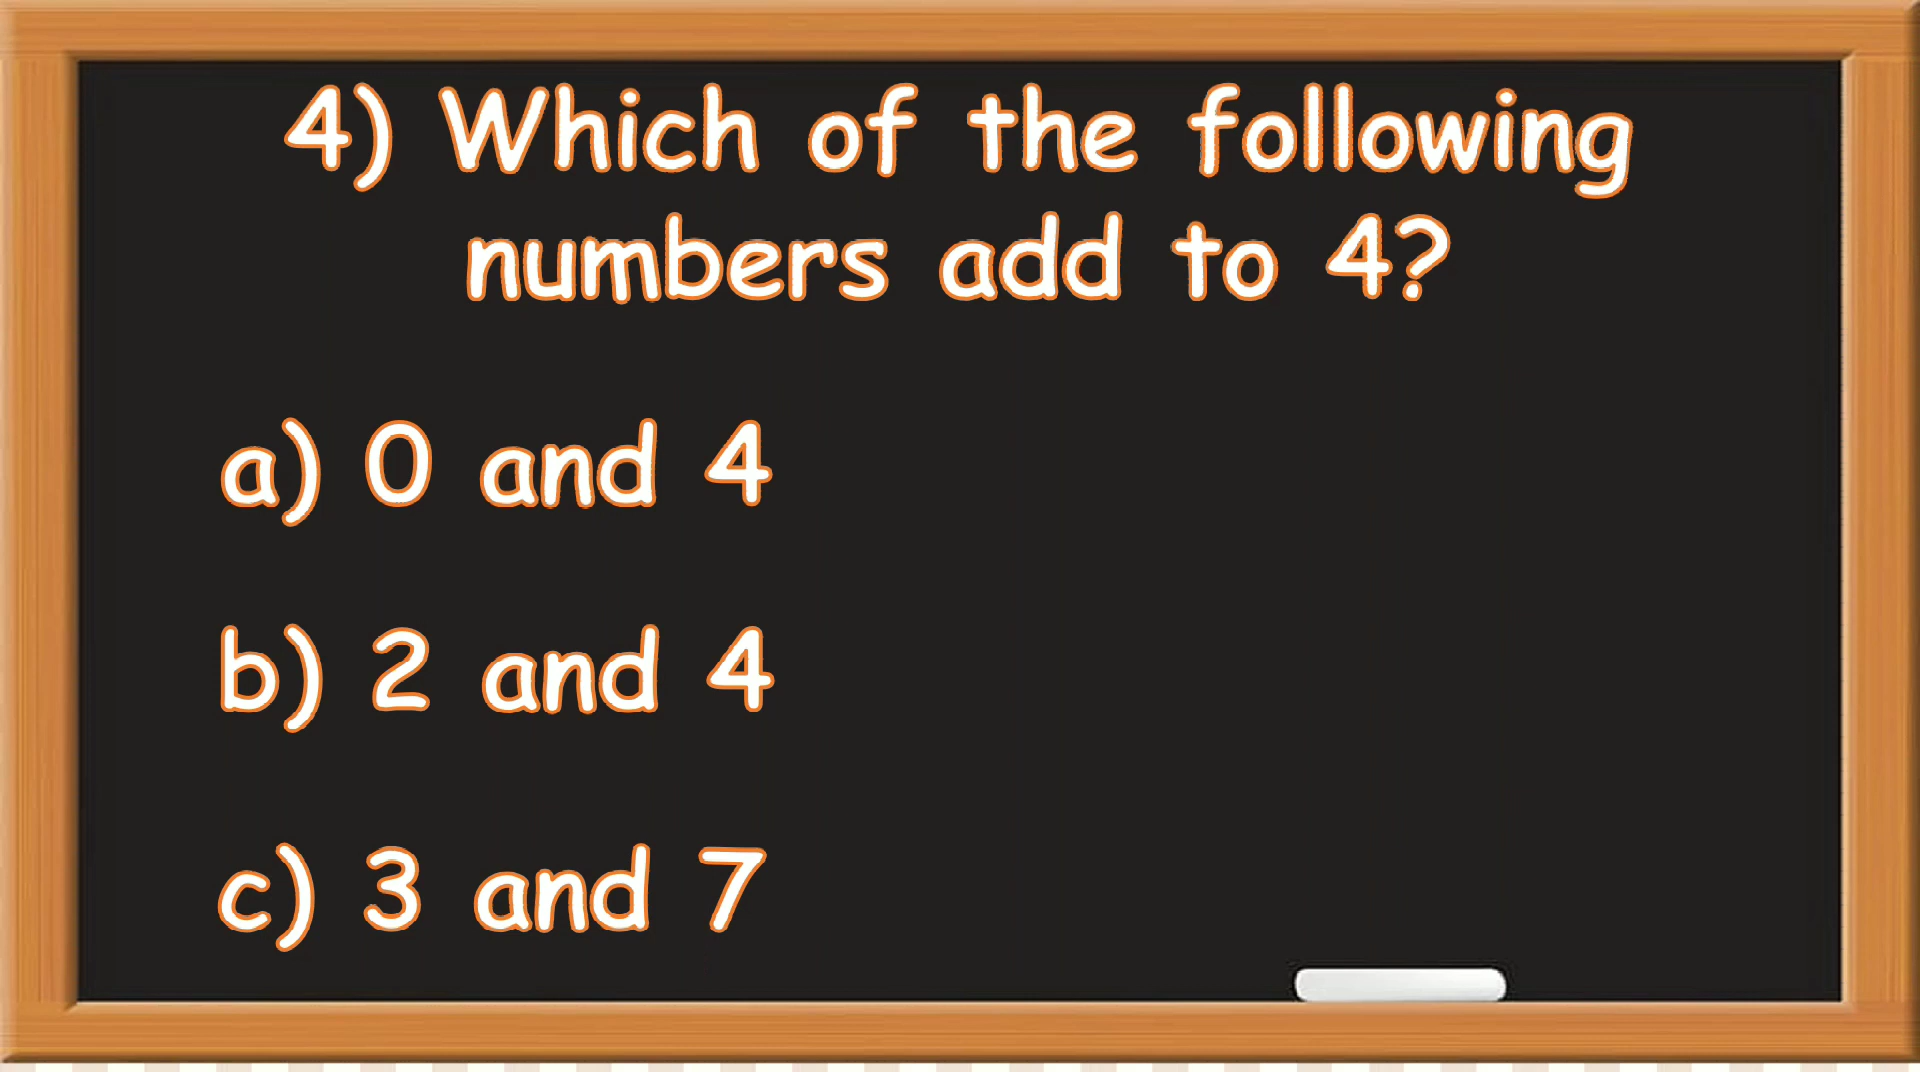 4) Which of the following
numbers add to 4?
a) 0 and 4
b) 2 and 4
c) 3 and 7